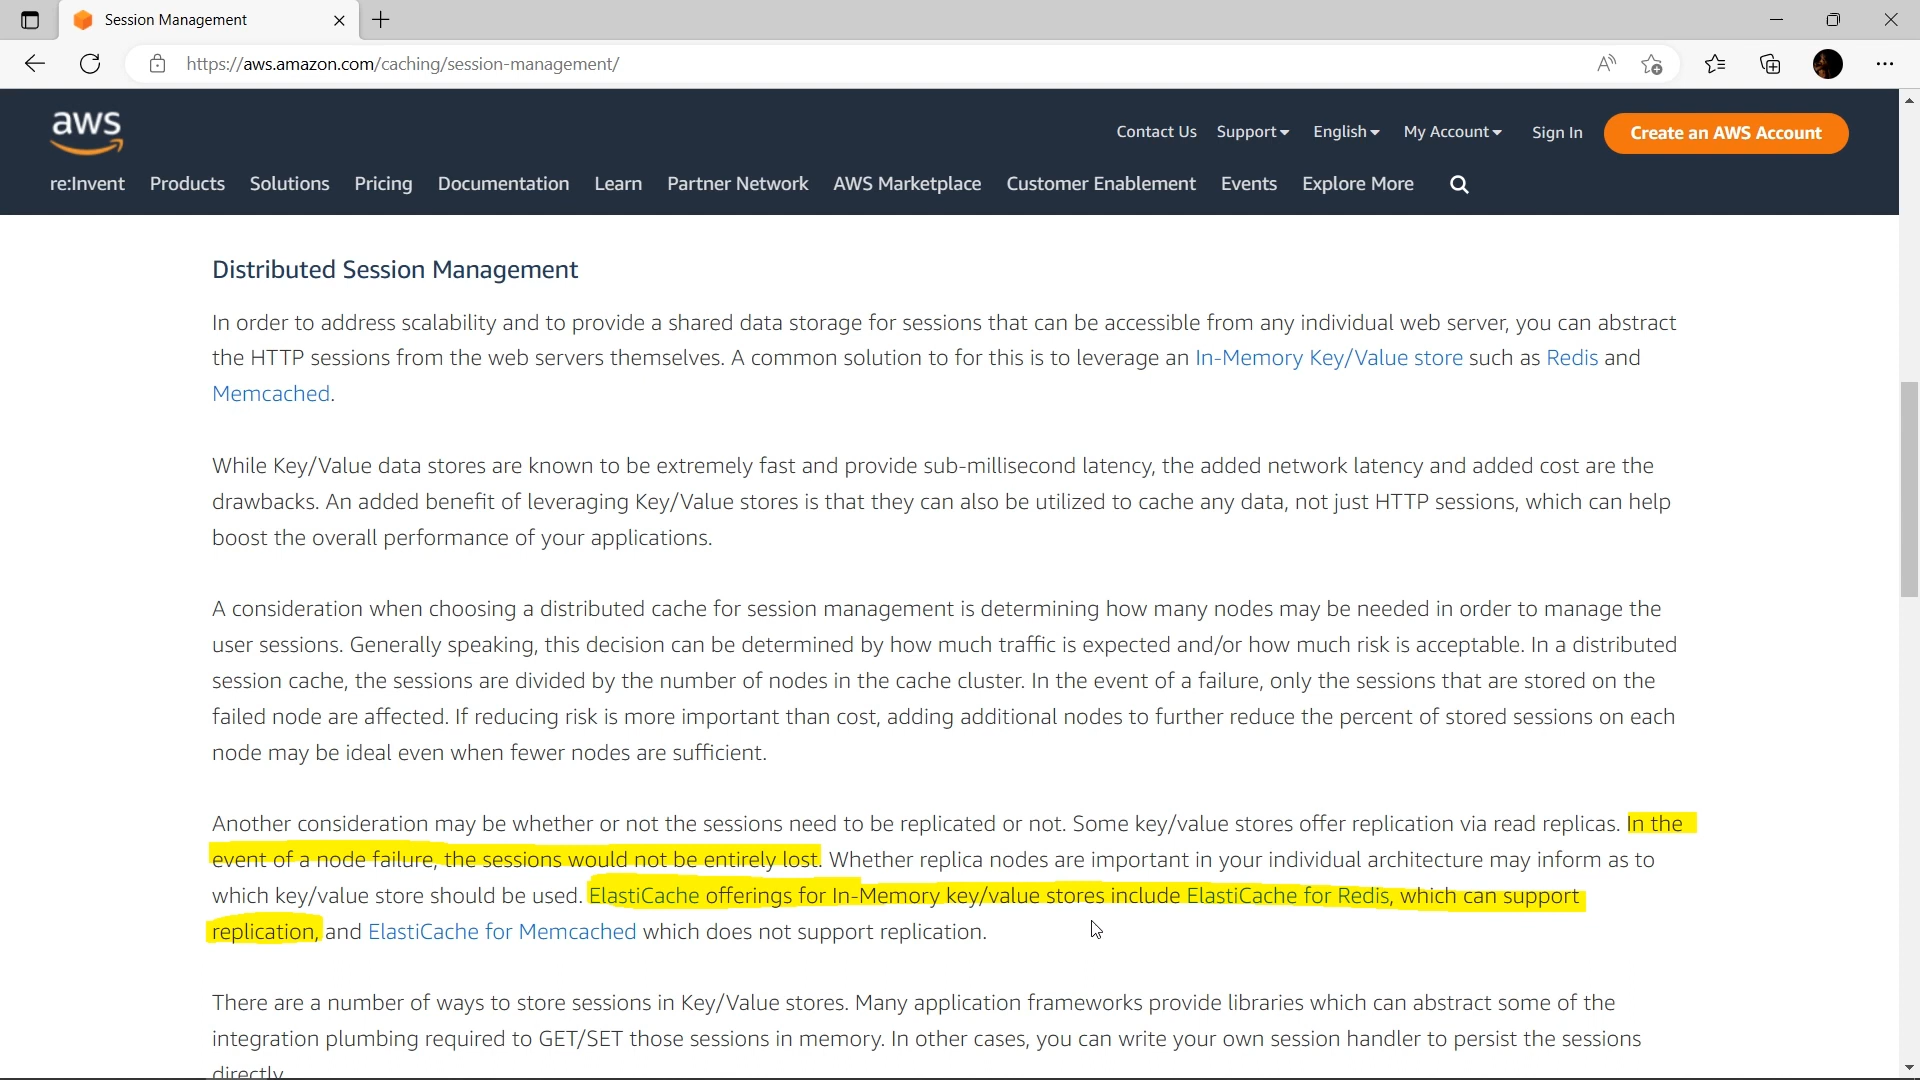 Session Management
https://aws.amazon.com/caching/session-management/
aws
Contact Us Support English My Account Sign In Create an AWS Account
re:Invent Products Solutions Pricing Documentation Learn Partner Network AWS Marketplace Customer Enablement Events Explore More
Distributed Session Management
In order to address scalability and to provide a shared data storage for sessions that can be accessible from any individual web server, you can abstract
the HTTP sessions from the web servers themselves. A common solution to for this is to leverage an In-Memory Key/Value store such as Redis and
Memcached.
While Key/Value data stores are known to be extremely fast and provide sub-millisecond latency, the added network latency and added cost are the
drawbacks. An added benefit of leveraging Key/Value stores is that they can also be utilized to cache any data, not just HTTP sessions, which can help
boost the overall performance of your applications.
A consideration when choosing a distributed cache for session management is determining how many nodes may be needed in order to manage the
user sessions. Generally speaking, this decision can be determined by how much traffic is expected and/or how much risk is acceptable. In a distributed
session cache, the sessions are divided by the number of nodes in the cache cluster. In the event of a failure, only the sessions that are stored on the
failed node are affected. If reducing risk is more important than cost, adding additional nodes to further reduce the percent of stored sessions on each
node may be ideal even when fewer nodes are sufficient.
Another consideration may be whether or not the sessions need to be replicated or not. Some key/value stores offer replication via read replicas. In the
event of a node failure, the sessions would not be entirely lost. Whether replica nodes are important in your individual architecture may inform as to
which key/value store should be used. ElastiCache offerings for In-Memory key/value stores include ElastiCache for Redis, which can support
replication, and ElastiCache for Memcached which does not support replication.
There are a number of ways to store sessions in Key/Value stores. Many application frameworks provide libraries which can abstract some of the
integration plumbing required to GET/SET those sessions in memory. In other cases, you can write your own session handler to persist the sessions
directly